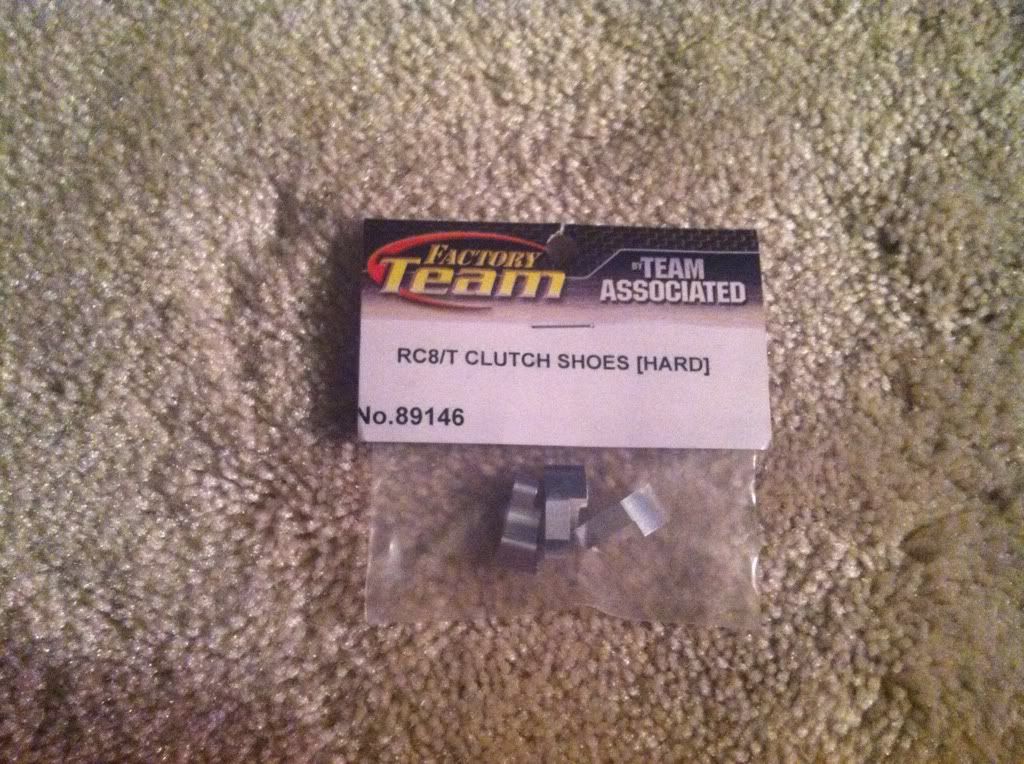 FACTORY
Team
BY TEAM
ASSOCIATED
RC8/T CLUTCH SHOES [HARD]
No.89146